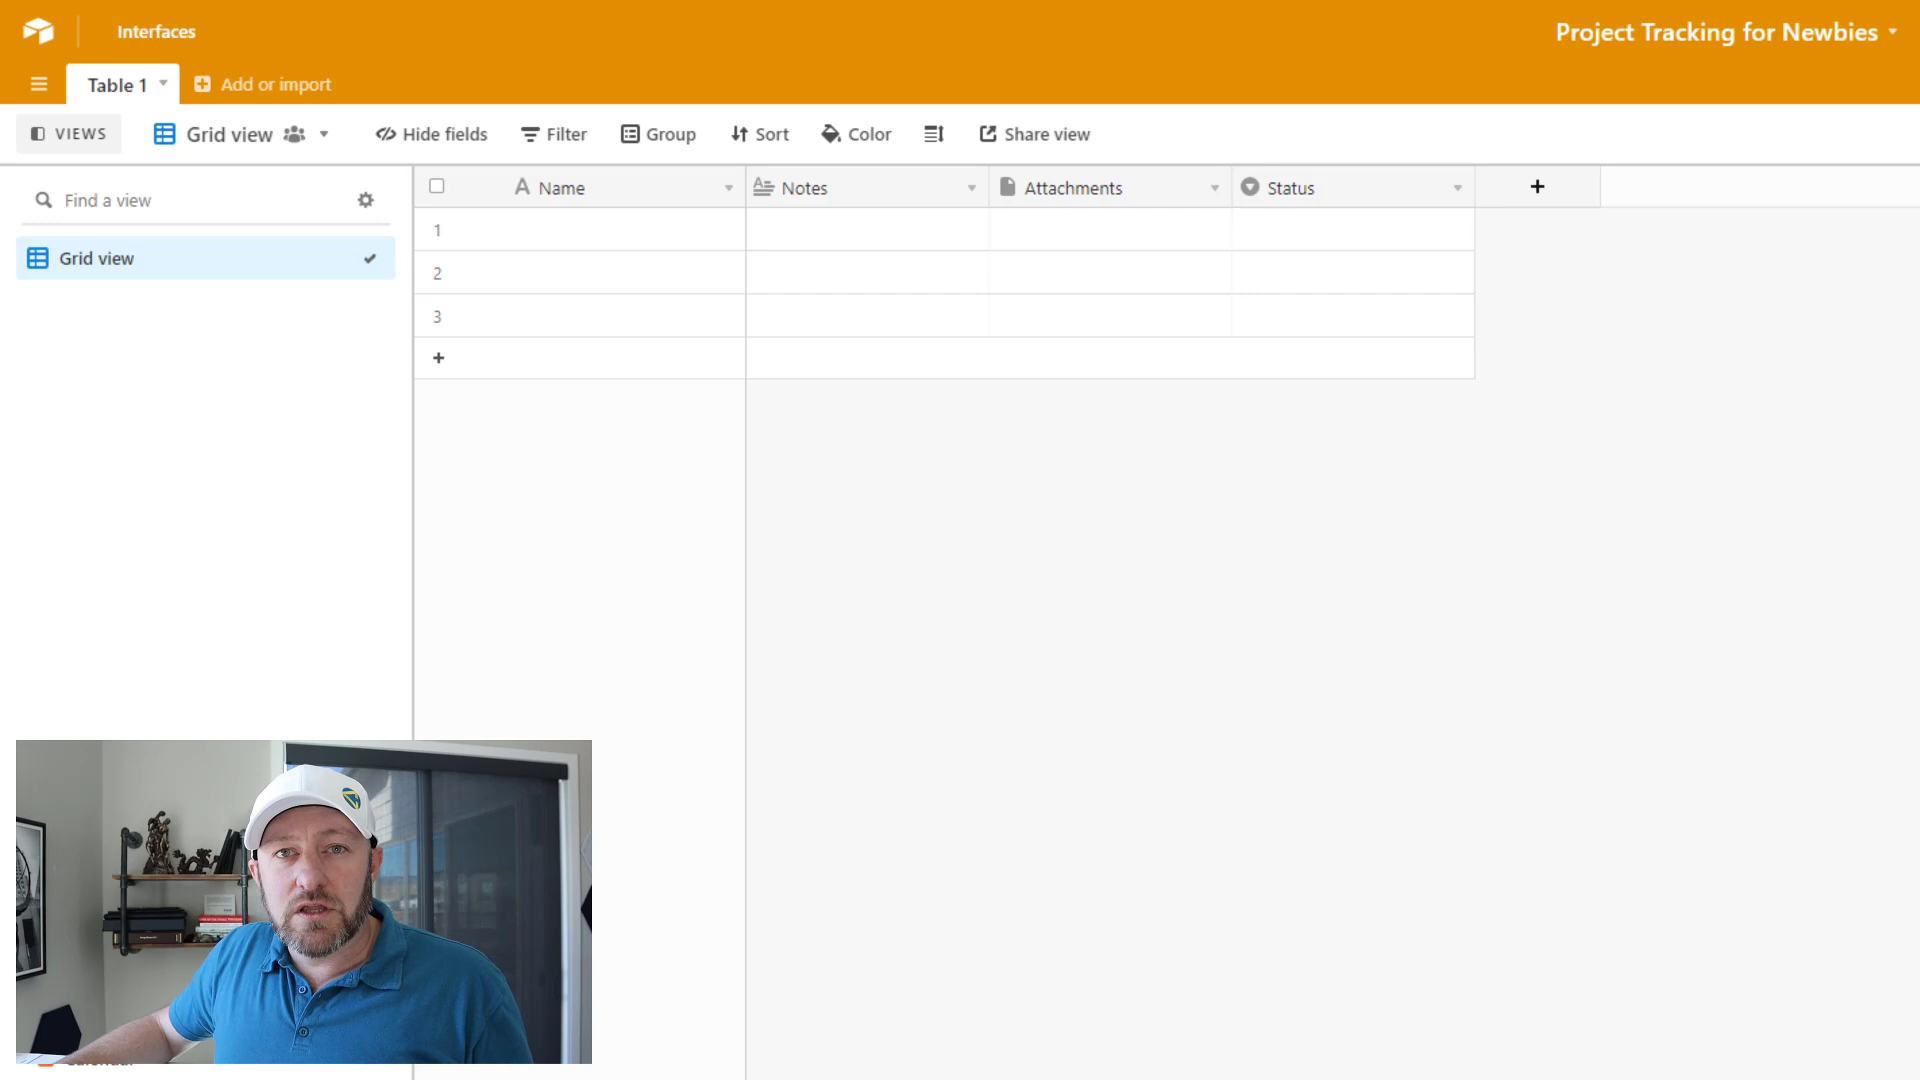 Interfaces
Project Tracking for Newbies
Table 1
Add or import
VIEWS
Grid view
Hide fields
Filter
Group
Sort
Color
Share view
Find a view
Grid view
Name
Notes
Attachments
Status
1
2
3